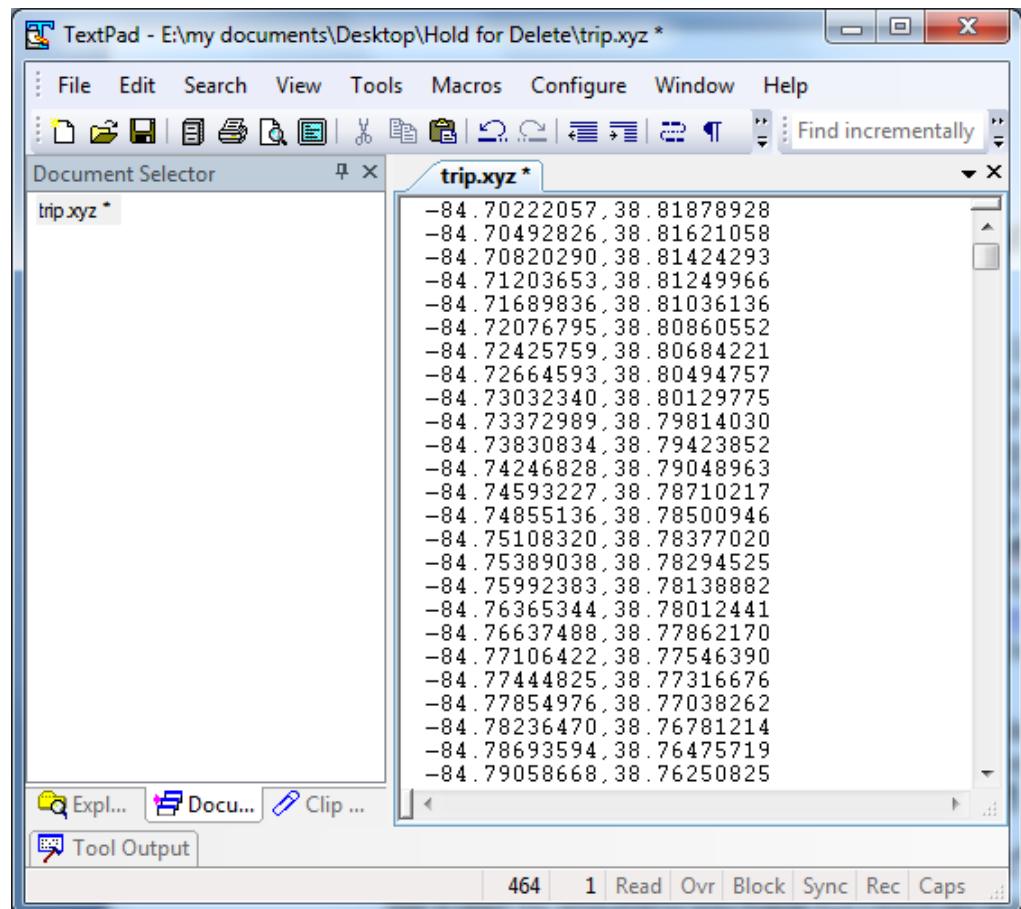 TextPad - E:\my documents\Desktop\Hold for Delete\trip.xyz *
File Edit Search View Tools Macros Configure Window Help
Find incrementally
Document Selector
trip.xyz *
trip.xyz *
-84.70222057,38.81878928
-84.70492826,38.81621058
-84.70820290,38.81424293
-84.71203653,38.81249966
-84.71689836,38.81036136
-84.72076795,38.80860552
-84.72425759,38.80684221
-84.72664593,38.80494757
-84.73032340,38.80129775
-84.73372989,38.79814030
-84.73830834,38.79423852
-84.74246828,38.79048963
-84.74593227,38.78710217
-84.74855136,38.78500946
-84.75108320,38.78377020
-84.75389038,38.78294525
-84.75992383,38.78138882
-84.76365344,38.78012441
-84.76637488,38.77862170
-84.77106422,38.77546390
-84.77444825,38.77316676
-84.77854976,38.77038262
-84.78236470,38.76781214
-84.78693594,38.76475719
-84.79058668,38.76250825
Expl... Docu... Clip ...
Tool Output
464 1 Read Ovr Block Sync Rec Caps